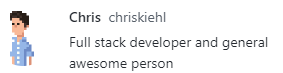 Chris chriskiehl
Full stack developer and general
awesome person